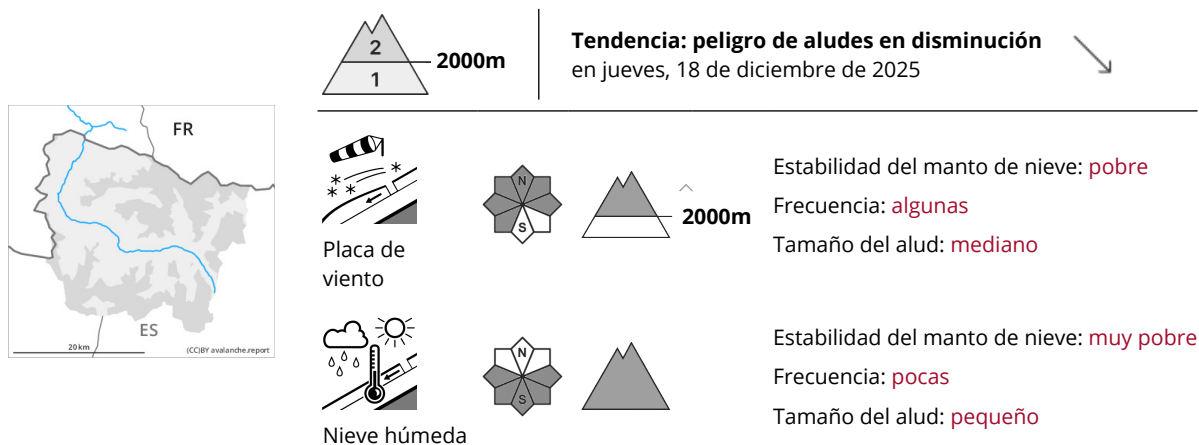 2
2000m
1
Tendencia: peligro de aludes en disminución
en jueves, 18 de diciembre de 2025
FR
ES
20 km
(CC)BY avalanche.report
N
S
2000m
Placa de
viento
Estabilidad del manto de nieve: pobre
Frecuencia: algunas
Tamaño del alud: mediano
N
S
Nieve húmeda
Estabilidad del manto de nieve: muy pobre
Frecuencia: pocas
Tamaño del alud: pequeño